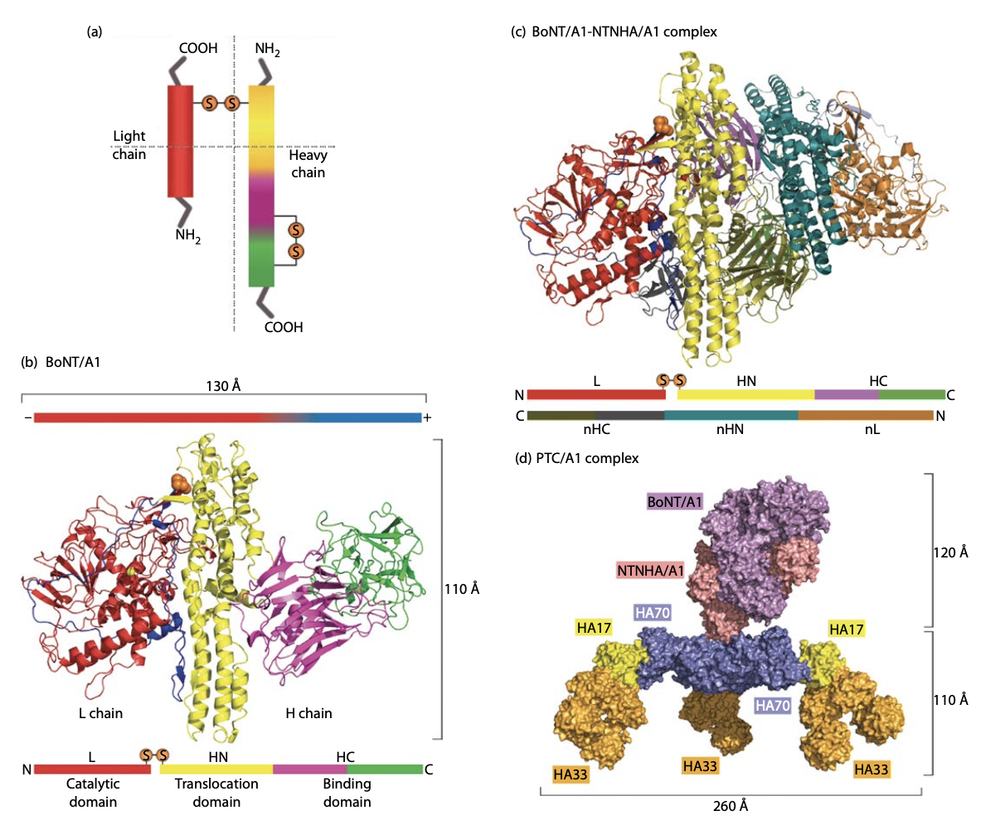 (a)
COOH
NH2
S S
Light
chain
Heavy
chain
S
S
NH2
COOH
(b) BoNT/A1
130 Å
– +
110 Å
L chain
H chain
S S
N L HN HC C
Catalytic
domain
Translocation
domain
Binding
domain
(c) BoNT/A1-NTNHA/A1 complex
S S
L HN HC
N C
C N
nHC nHN nL
(d) PTC/A1 complex
BoNT/A1
120 Å
NTNHA/A1
HA70
HA17
HA17
HA70
110 Å
HA33
HA33
HA33
260 Å